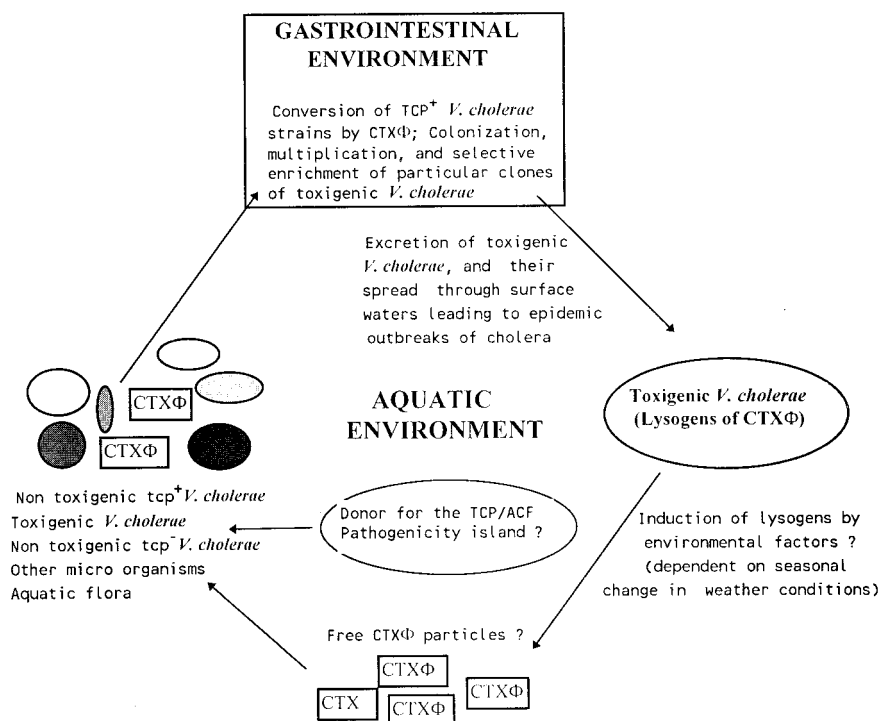 GASTROINTESTINAL
ENVIRONMENT
Conversion of TCP⁺ V. cholerae
strains by CTXΦ; Colonization,
multiplication, and selective
enrichment of particular clones
of toxigenic V. cholerae
Excretion of toxigenic
V. cholerae, and their
spread through surface
waters leading to epidemic
outbreaks of cholera
CTXΦ
CTXΦ
AQUATIC
ENVIRONMENT
Toxigenic V. cholerae
(Lysogens of CTXΦ)
Non toxigenic tcp⁺ V. cholerae
Toxigenic V. cholerae
Non toxigenic tcp⁻ V. cholerae
Other micro organisms
Aquatic flora
Donor for the TCP/ACF
Pathogenicity island ?
Induction of lysogens by
environmental factors ?
(dependent on seasonal
change in weather conditions)
Free CTXΦ particles ?
CTXΦ
CTX
CTXΦ
CTXΦ